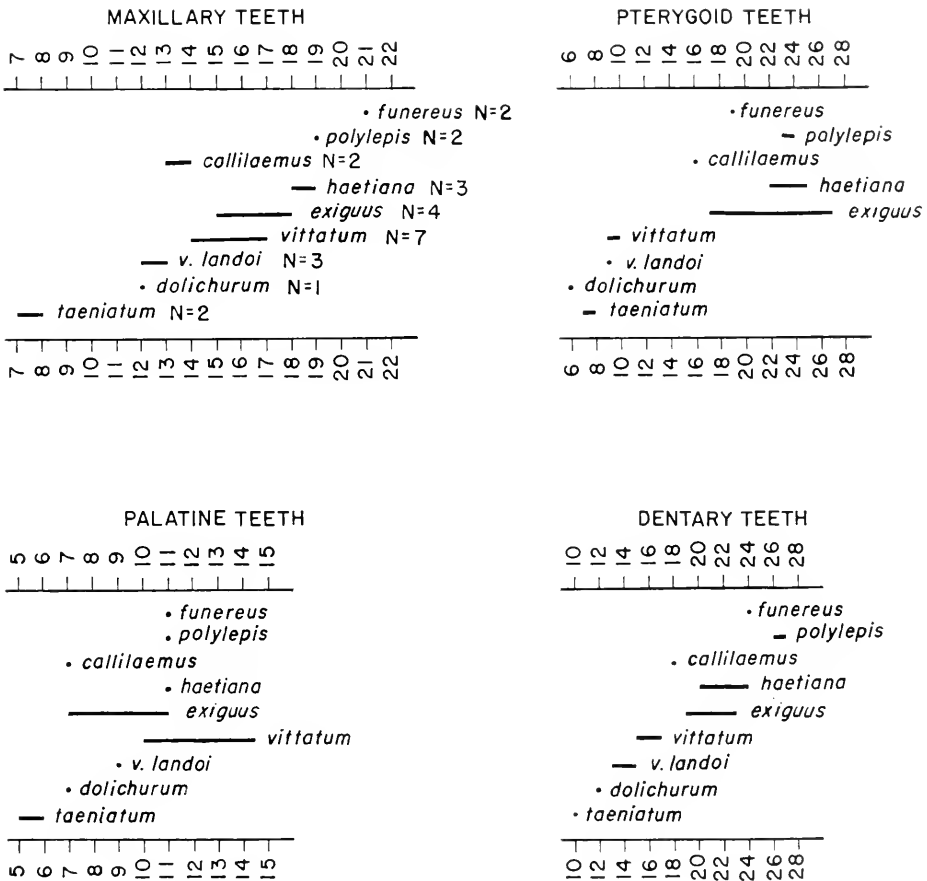 MAXILLARY TEETH
7 8 9 10 11 12 13 14 15 16 17 18 19 20 21 22
funereus N=2
polylepis N=2
callilaemus N=2
haetiana N=3
exiguus N=4
vittatum N=7
v. landoi N=3
dolichurum N=1
taeniatum N=2
7 8 9 10 11 12 13 14 15 16 17 18 19 20 21 22
PTERYGOID TEETH
6 8 10 12 14 16 18 20 22 24 26 28
funereus
polylepis
callilaemus
haetiana
exiguus
vittatum
v. landoi
dolichurum
taeniatum
6 8 10 12 14 16 18 20 22 24 26 28
PALATINE TEETH
5 6 7 8 9 10 11 12 13 14 15
funereus
polylepis
callilaemus
haetiana
exiguus
vittatum
v. landoi
dolichurum
taeniatum
5 6 7 8 9 10 11 12 13 14 15
DENTARY TEETH
10 12 14 16 18 20 22 24 26 28
funereus
polylepis
callilaemus
haetiana
exiguus
vittatum
v. landoi
dolichurum
taeniatum
10 12 14 16 18 20 22 24 26 28